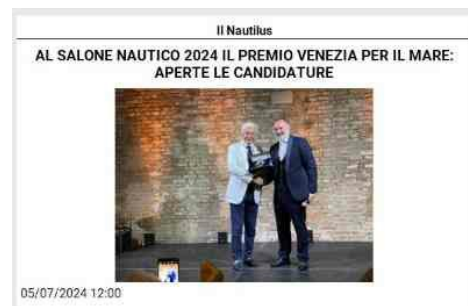 Il Nautilus
AL SALONE NAUTICO 2024 IL PREMIO VENEZIA PER IL MARE:
APERTE LE CANDIDATURE
05/07/2024 12:00